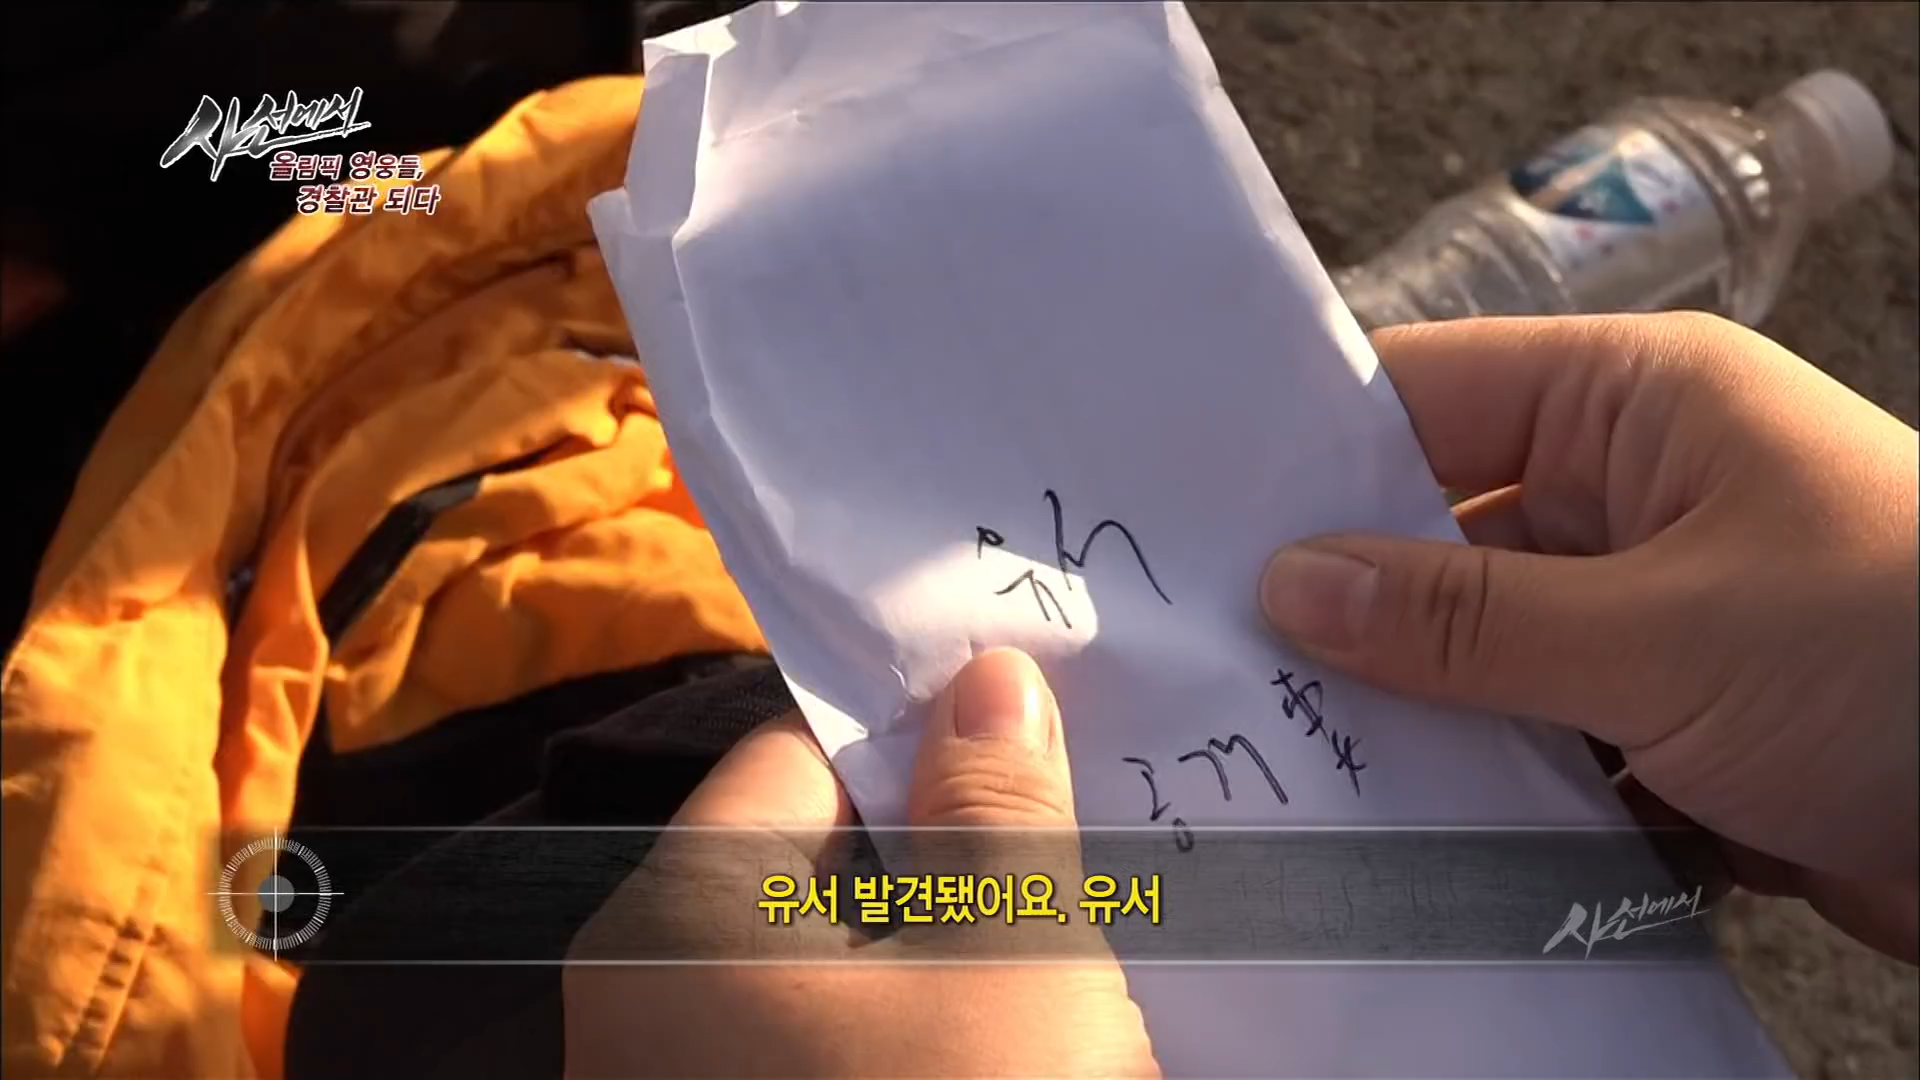 사선에서
올림픽 영웅들,
경찰관 되다
유서
유서 발견됐어요. 유서
사선에서